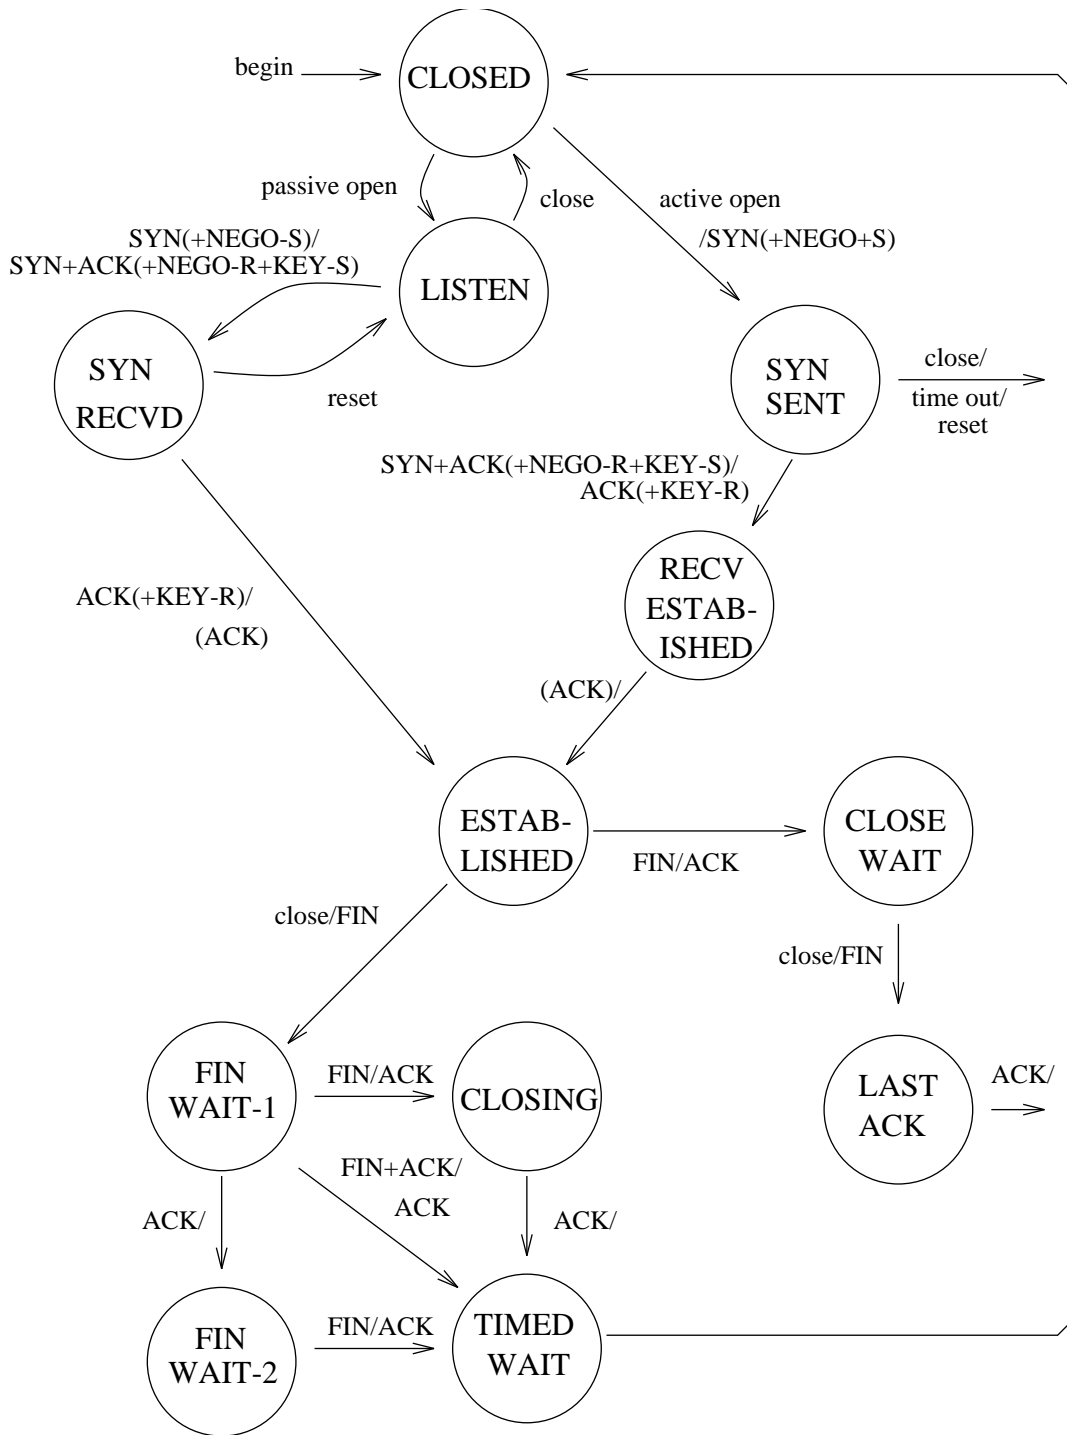 begin
CLOSED
passive open
close
active open
/SYN(+NEGO+S)
SYN(+NEGO-S)/
SYN+ACK(+NEGO-R+KEY-S)
LISTEN
SYN
RECVD
reset
SYN
SENT
close/
time out/
reset
SYN+ACK(+NEGO-R+KEY-S)/
ACK(+KEY-R)
RECV
ESTAB-
ISHED
ACK(+KEY-R)/
(ACK)
(ACK)/
ESTAB-
LISHED
FIN/ACK
CLOSE
WAIT
close/FIN
close/FIN
FIN
WAIT-1
FIN/ACK
CLOSING
LAST
ACK
ACK/
FIN+ACK/
ACK
ACK/
ACK/
FIN
WAIT-2
FIN/ACK
TIMED
WAIT